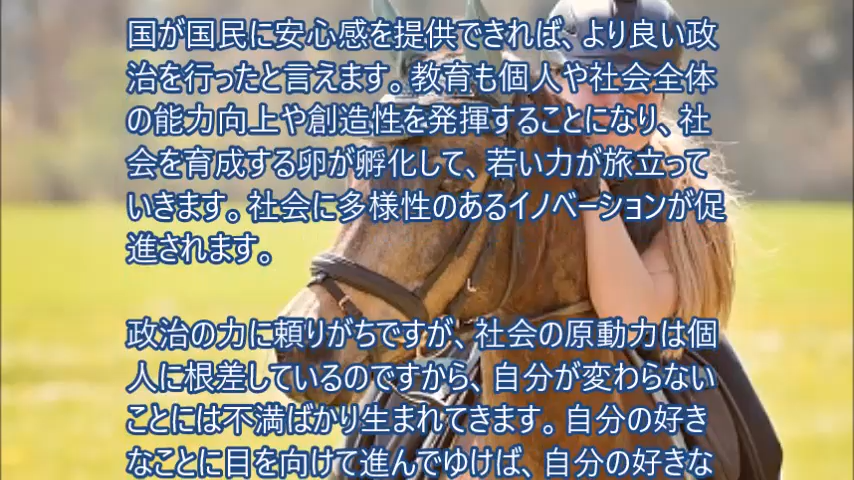 国が国民に安心感を提供できれば、より良い政
治を行ったと言えます。教育も個人や社会全体
の能力向上や創造性を発揮することになり、社
会を育成する卵が孵化して、若い力が旅立って
いきます。社会に多様性のあるイノベーションが促
進されます。
政治の力に頼りがちですが、社会の原動力は個
人に根差しているのですから、自分が変わらない
ことには不満ばかり生まれてきます。自分の好き
なことに目を向けて進んでゆけば、自分の好きな